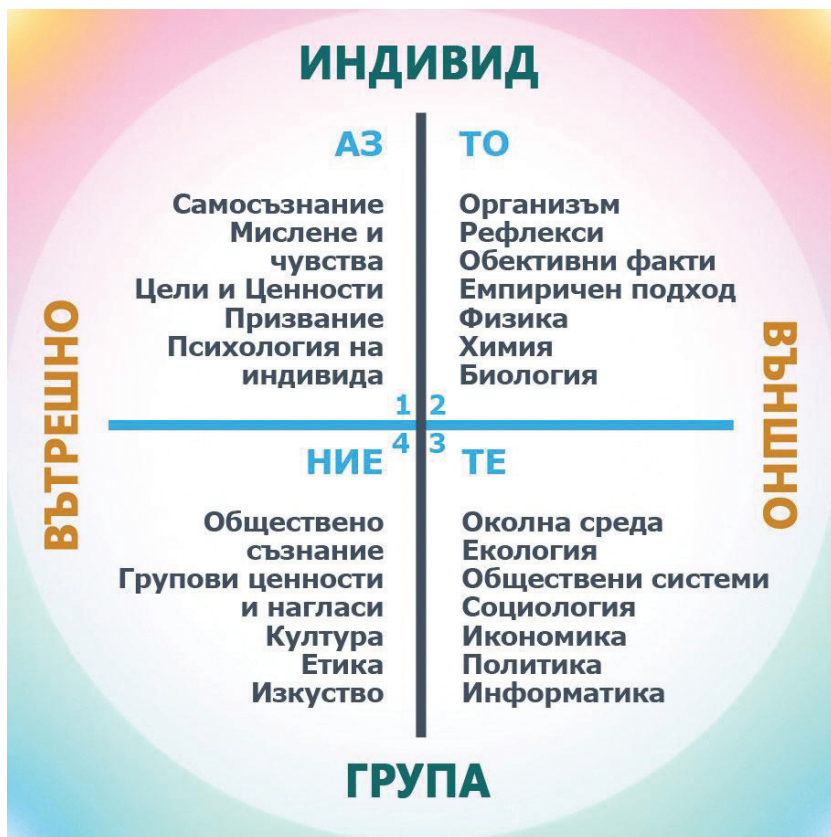 ИНДИВИД
АЗ
Самосъзнание
Мислене и
чувства
Цели и Ценности
Призвание
Психология на
индивида
1
ТО
Организъм
Рефлекси
Обективни факти
Емпиричен подход
Физика
Химия
Биология
2
ВЪТРЕШНО
ВЪНШНО
НИЕ
4
Обществено
съзнание
Групови ценности
и нагласи
Култура
Етика
Изкуство
3
ТЕ
Околна среда
Екология
Обществени системи
Социология
Икономика
Политика
Информатика
ГРУПА